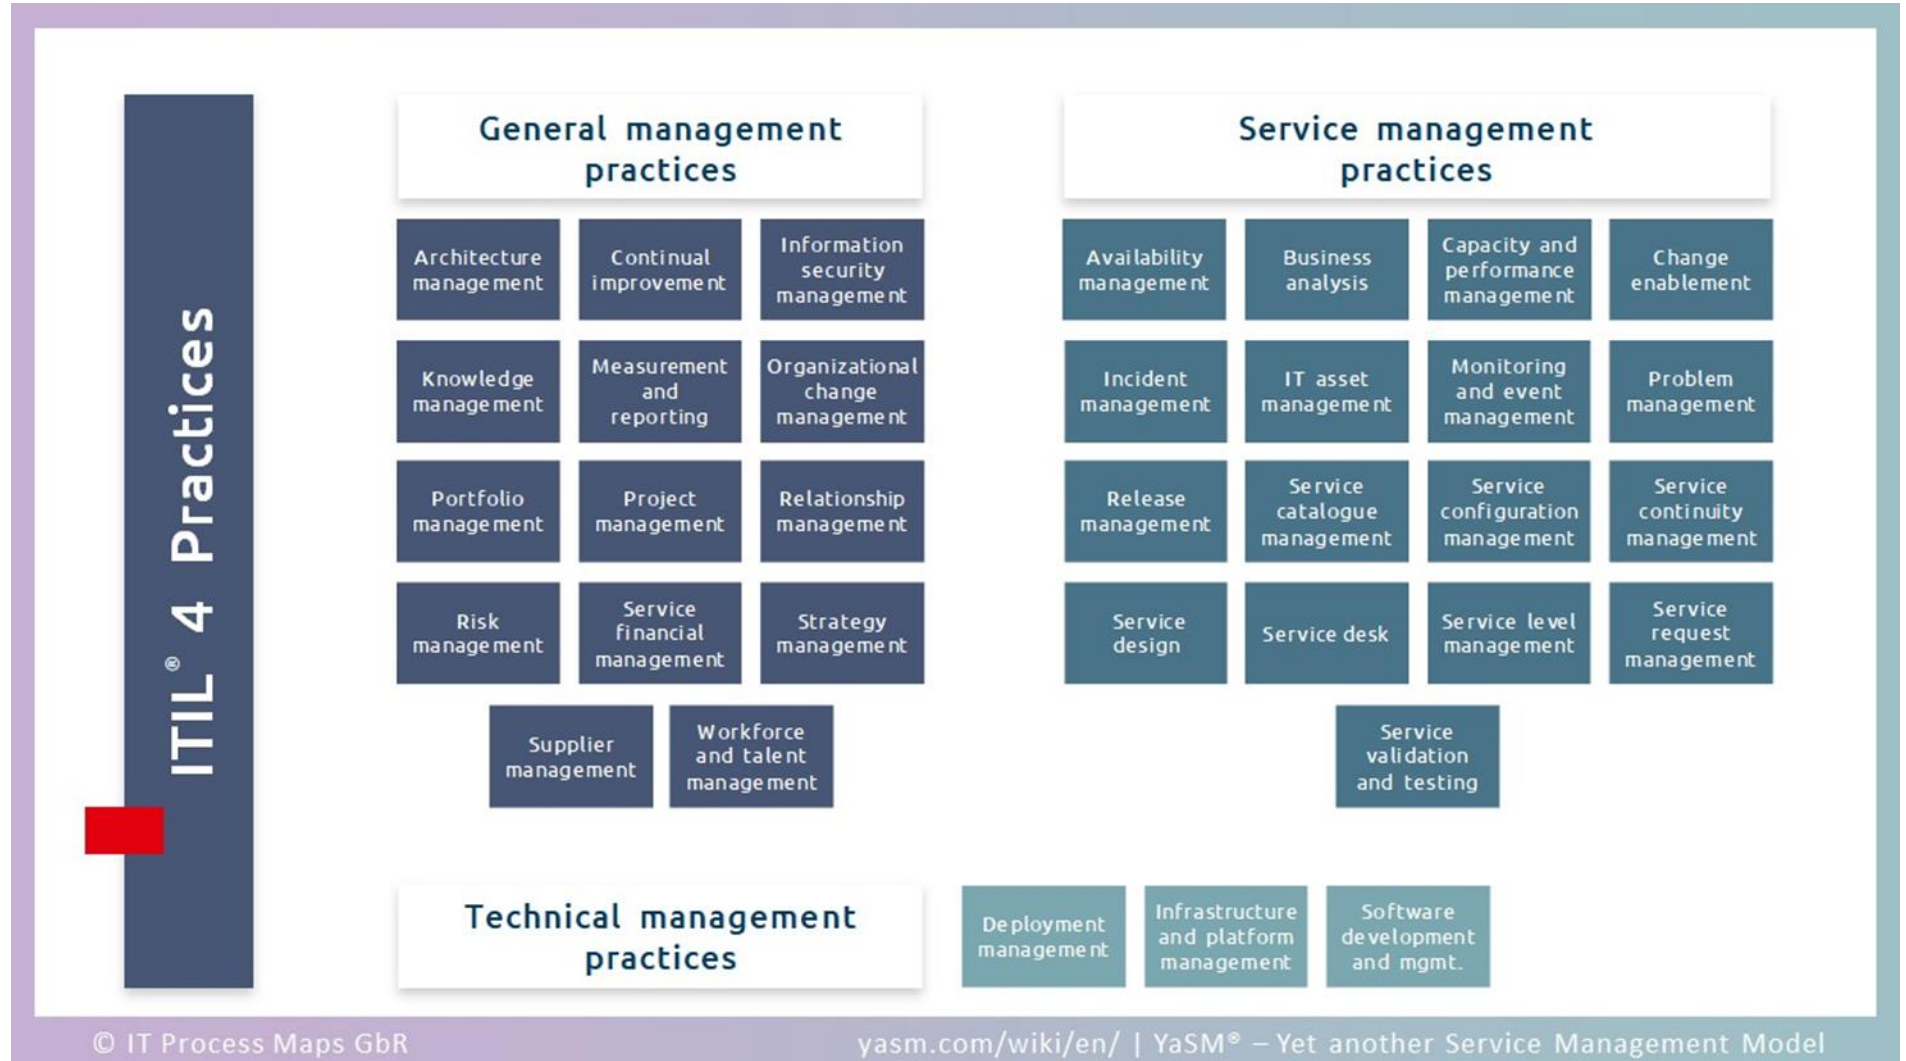 ITIL® 4 Practices
General management
practices
Architecture
management
Continual
improvement
Information
security
management
Knowledge
management
Measurement
and
reporting
Organizational
change
management
Portfolio
management
Project
management
Relationship
management
Risk
management
Service
financial
management
Strategy
management
Supplier
management
Workforce
and talent
management
Service management
practices
Availability
management
Business
analysis
Capacity and
performance
management
Change
enablement
Incident
management
IT asset
management
Monitoring
and event
management
Problem
management
Release
management
Service
catalogue
management
Service
configuration
management
Service
continuity
management
Service
design
Service desk
Service level
management
Service
request
management
Service
validation
and testing
Technical management
practices
Deployment
management
Infrastructure
and platform
management
Software
development
and mgmt.
© IT Process Maps GbR
yasm.com/wiki/en/ | YaSM® – Yet another Service Management Model